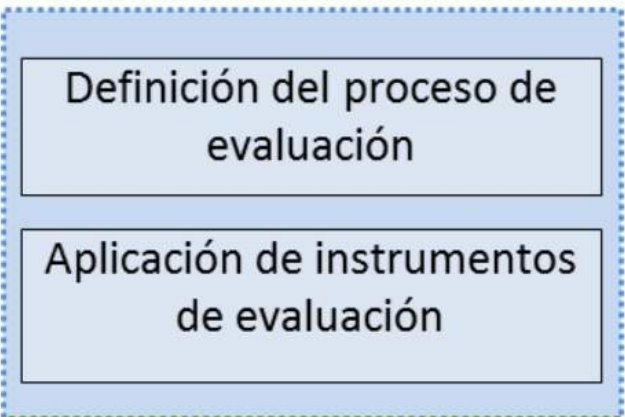 Definición del proceso de
evaluación
Aplicación de instrumentos
de evaluación